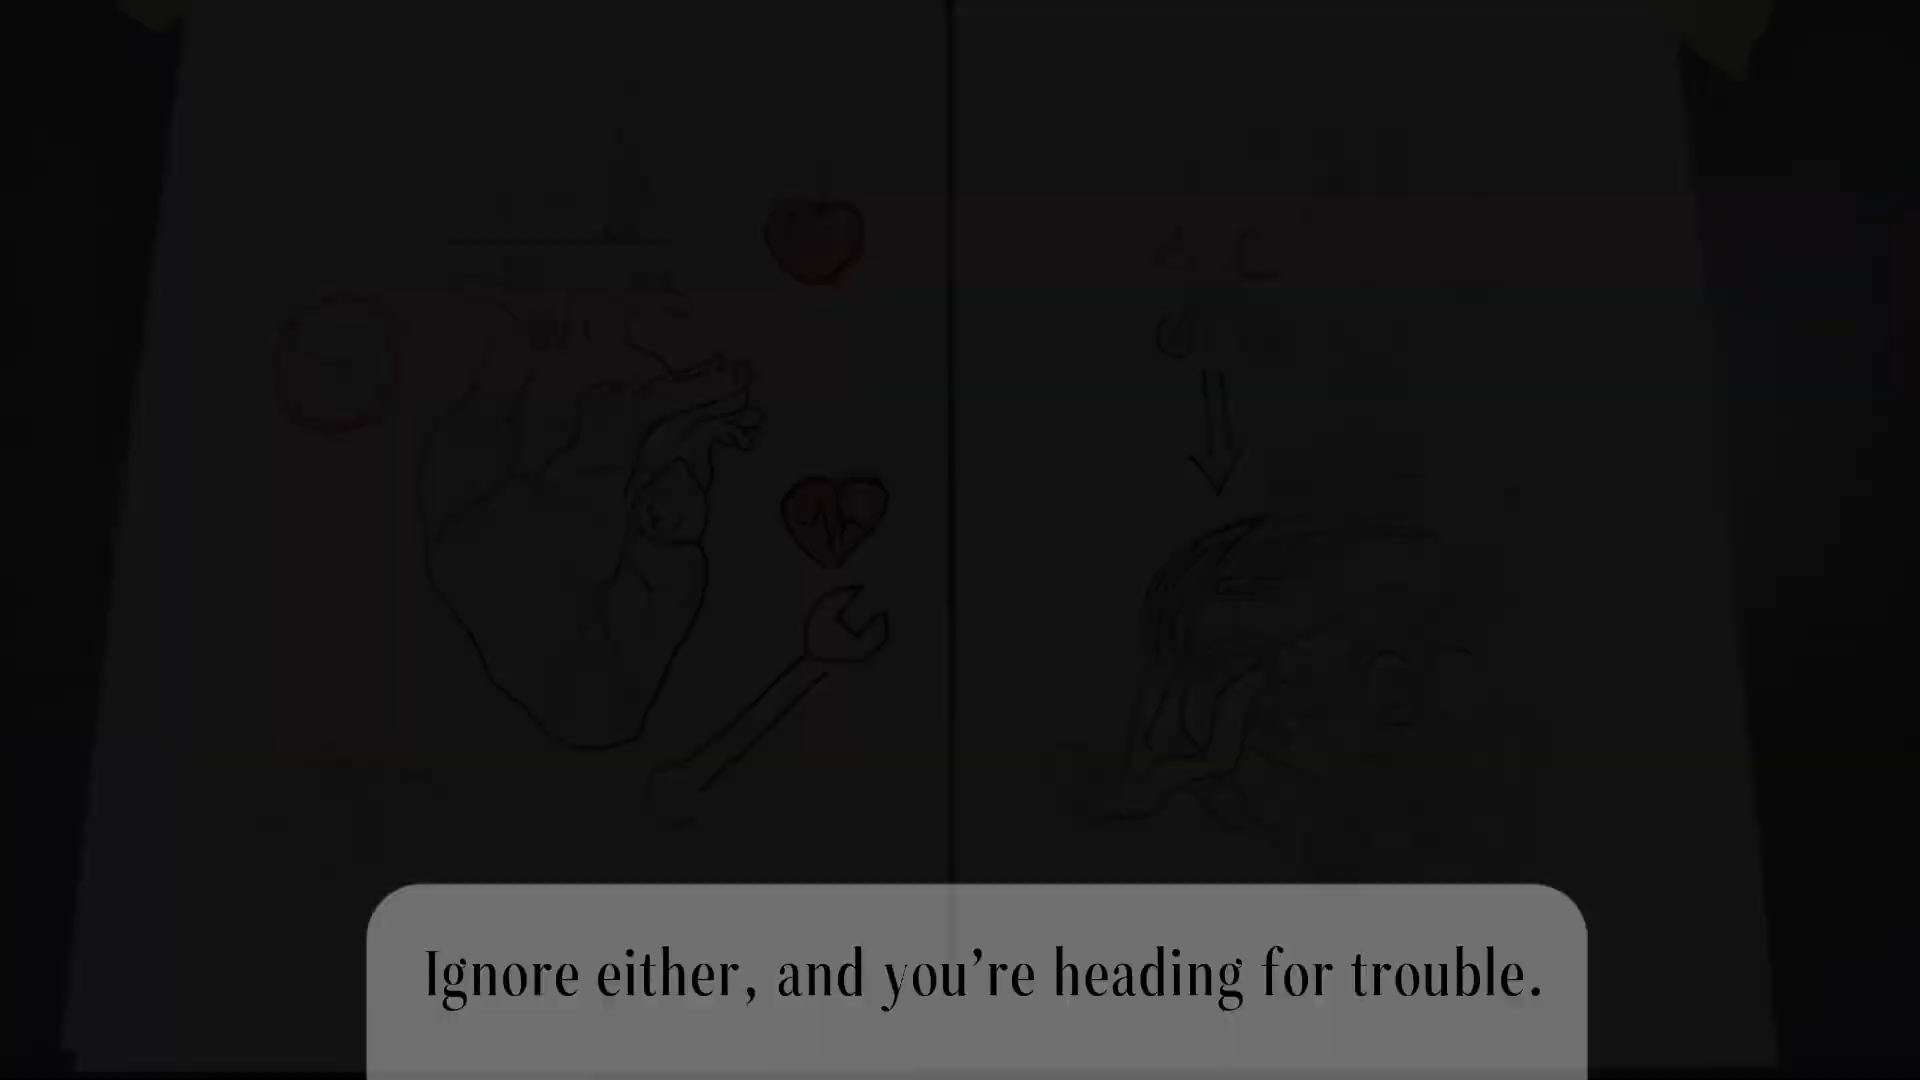 Ignore either, and you’re heading for trouble.